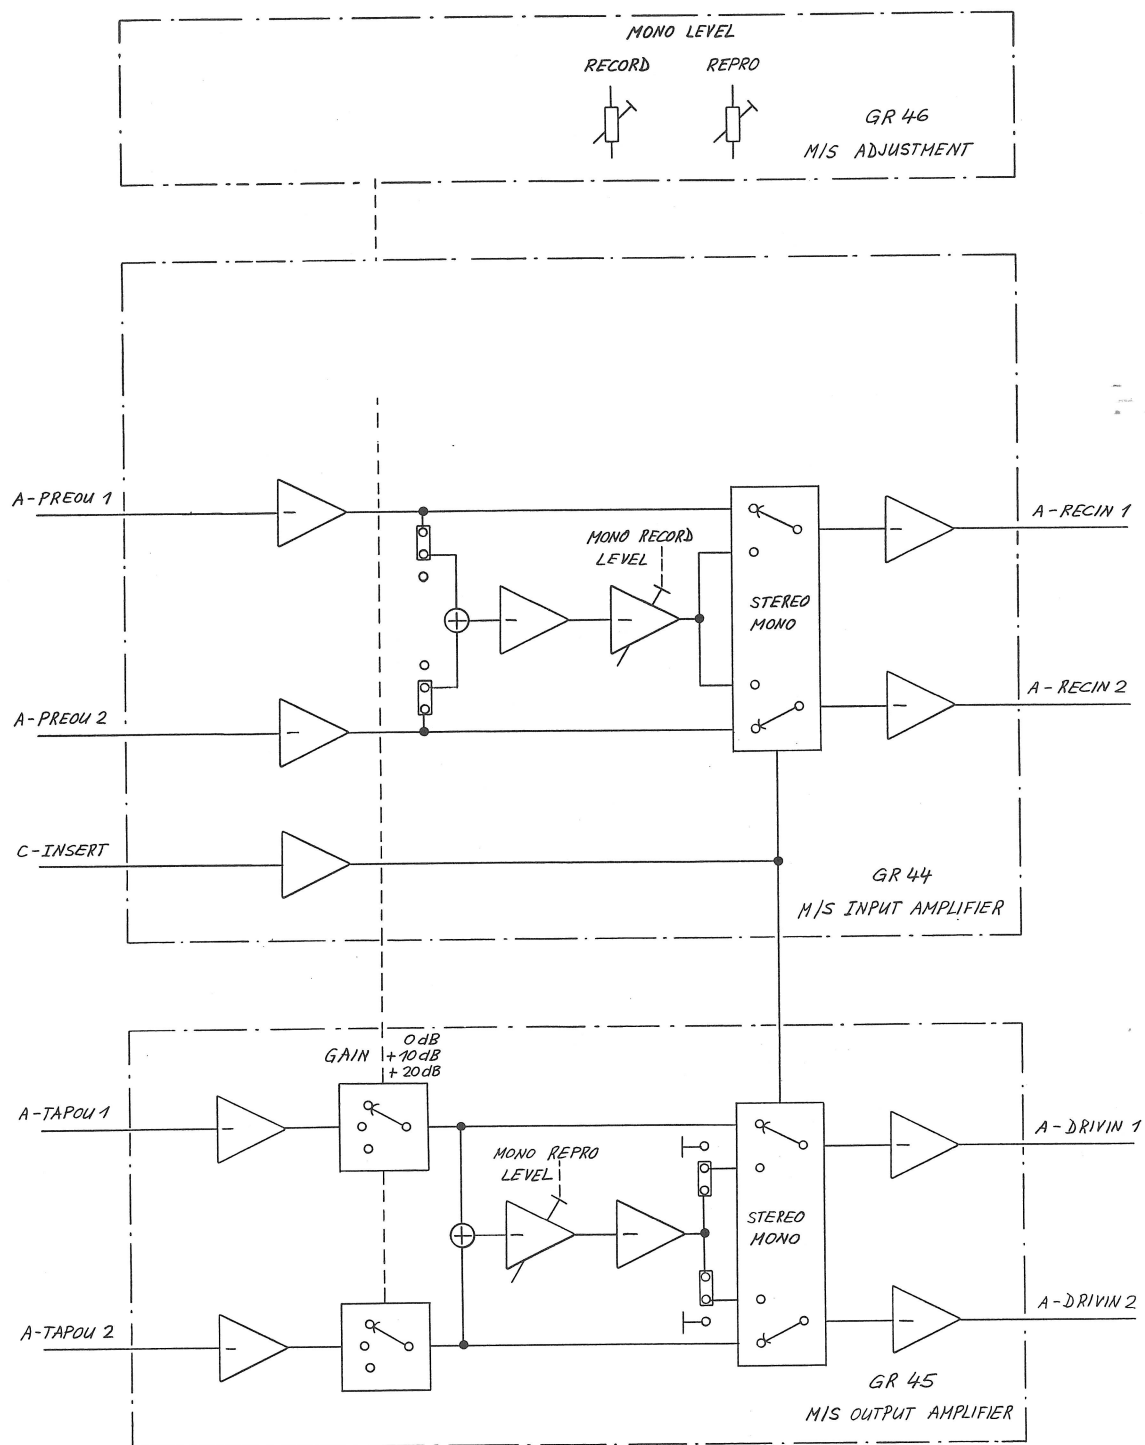 MONO LEVEL
RECORD
REPRO
GR 46
M/S ADJUSTMENT
A-PREOU 1
A-RECIN 1
MONO RECORD
LEVEL
STEREO
MONO
A-PREOU 2
A-RECIN 2
C-INSERT
GR 44
M/S INPUT AMPLIFIER
GAIN
0dB
+10dB
+20dB
A-TAPOU 1
A-DRIVIN 1
MONO REPRO
LEVEL
STEREO
MONO
A-TAPOU 2
A-DRIVIN 2
GR 45
M/S OUTPUT AMPLIFIER